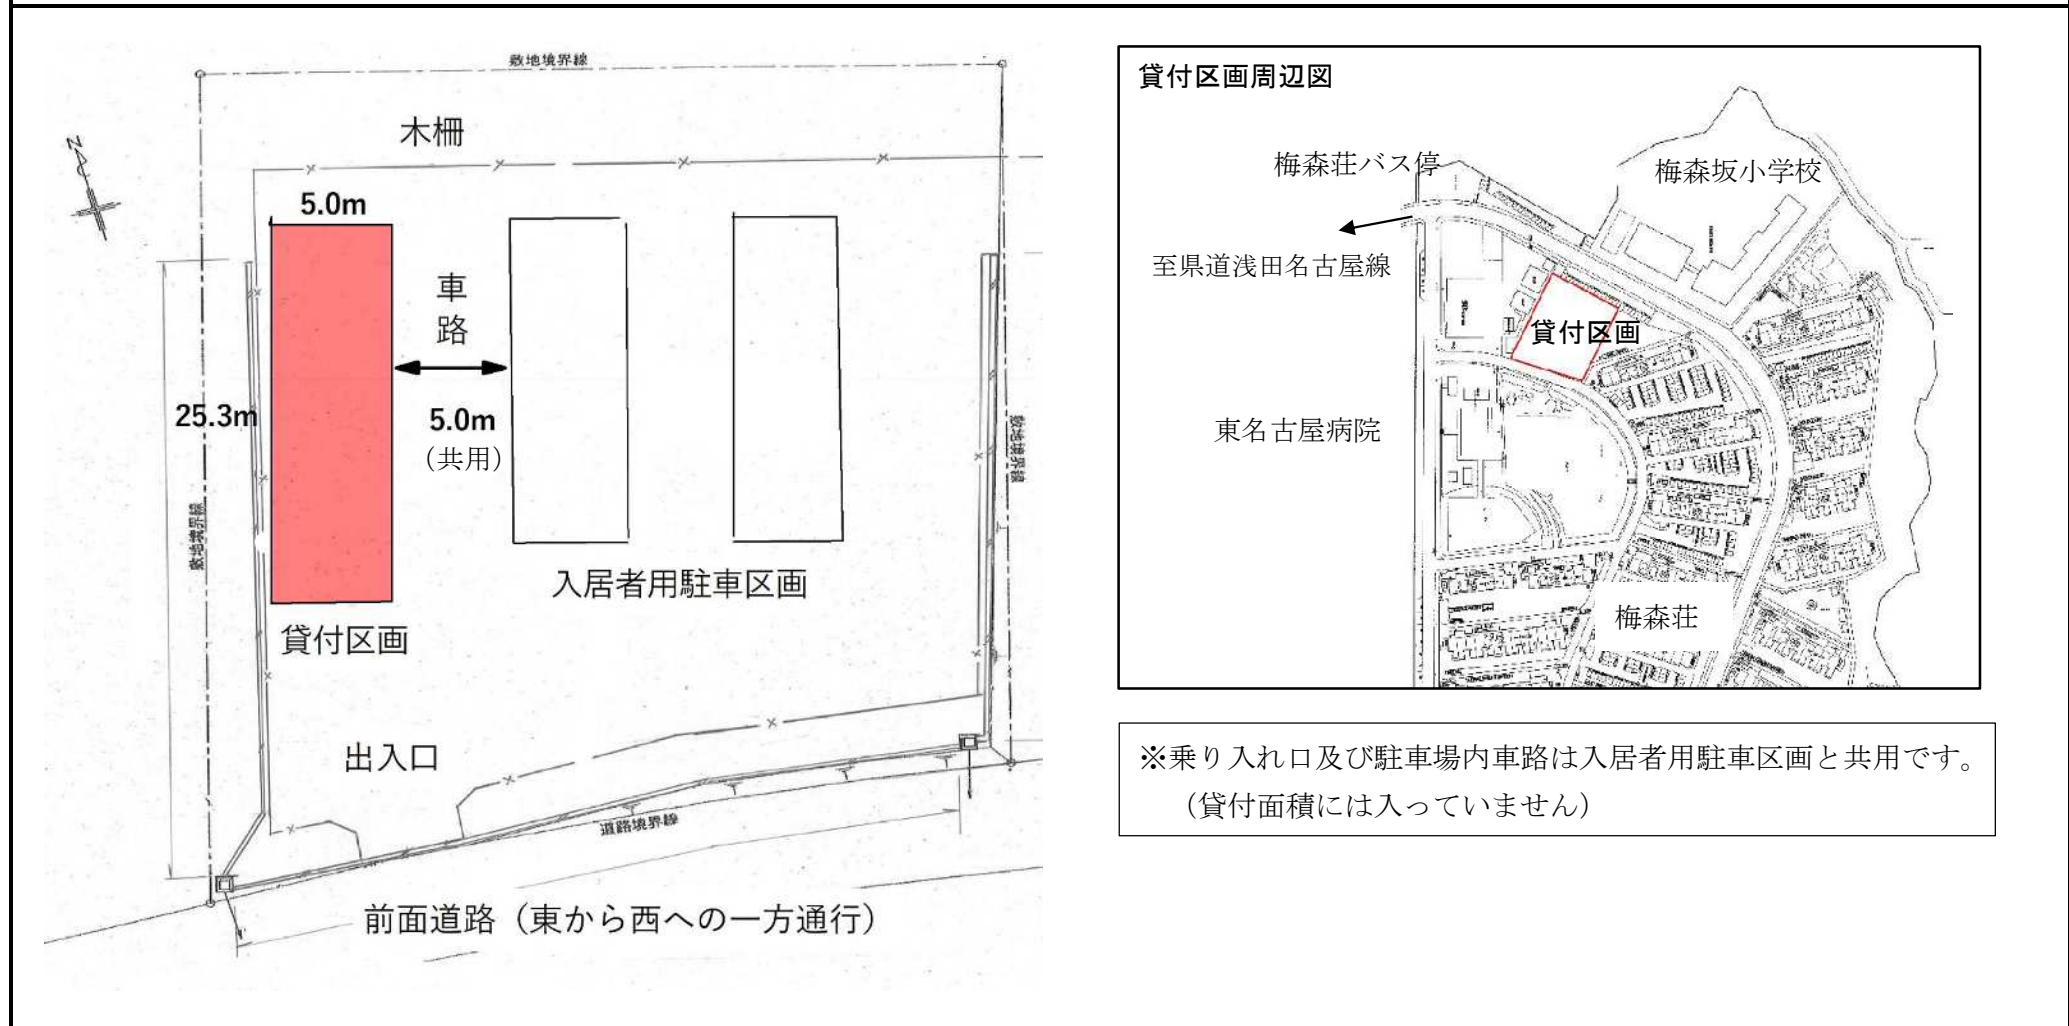 敷地境界線
木柵
N
5.0m
車
路
25.3m
5.0m
（共用）
敷地境界線
敷地境界線
入居者用駐車区画
貸付区画
出入口
道路境界線
前面道路（東から西への一方通行）
貸付区画周辺図
梅森荘バス停
梅森坂小学校
至県道浅田名古屋線
貸付区画
東名古屋病院
梅森荘
※乗り入れ口及び駐車場内車路は入居者用駐車区画と共用です。
（貸付面積には入っていません）